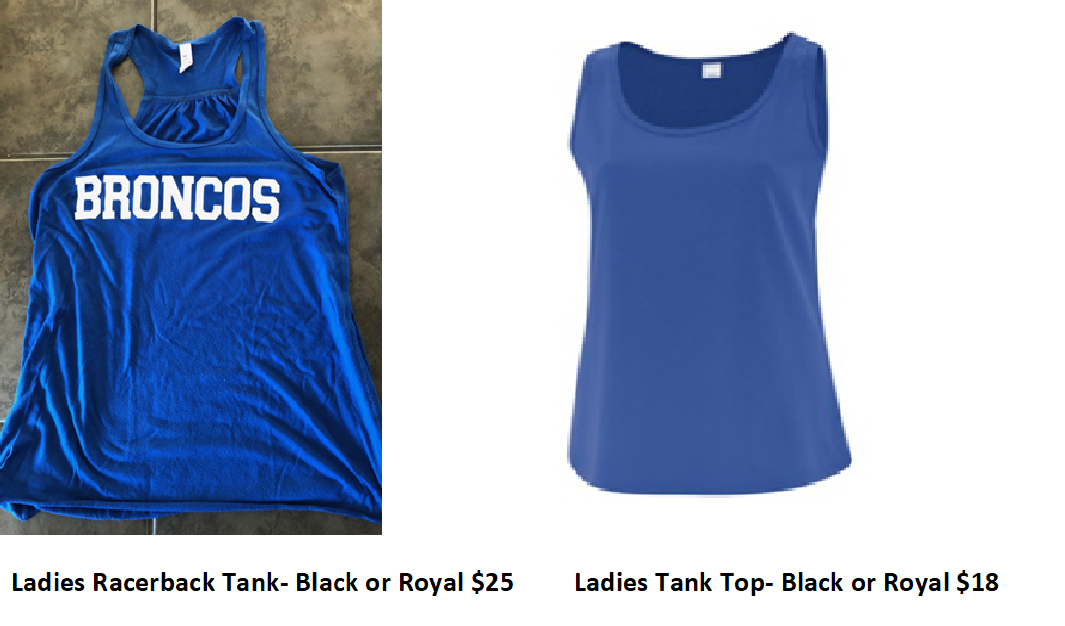 BRONCOS
Ladies Racerback Tank- Black or Royal $25
Ladies Tank Top- Black or Royal $18